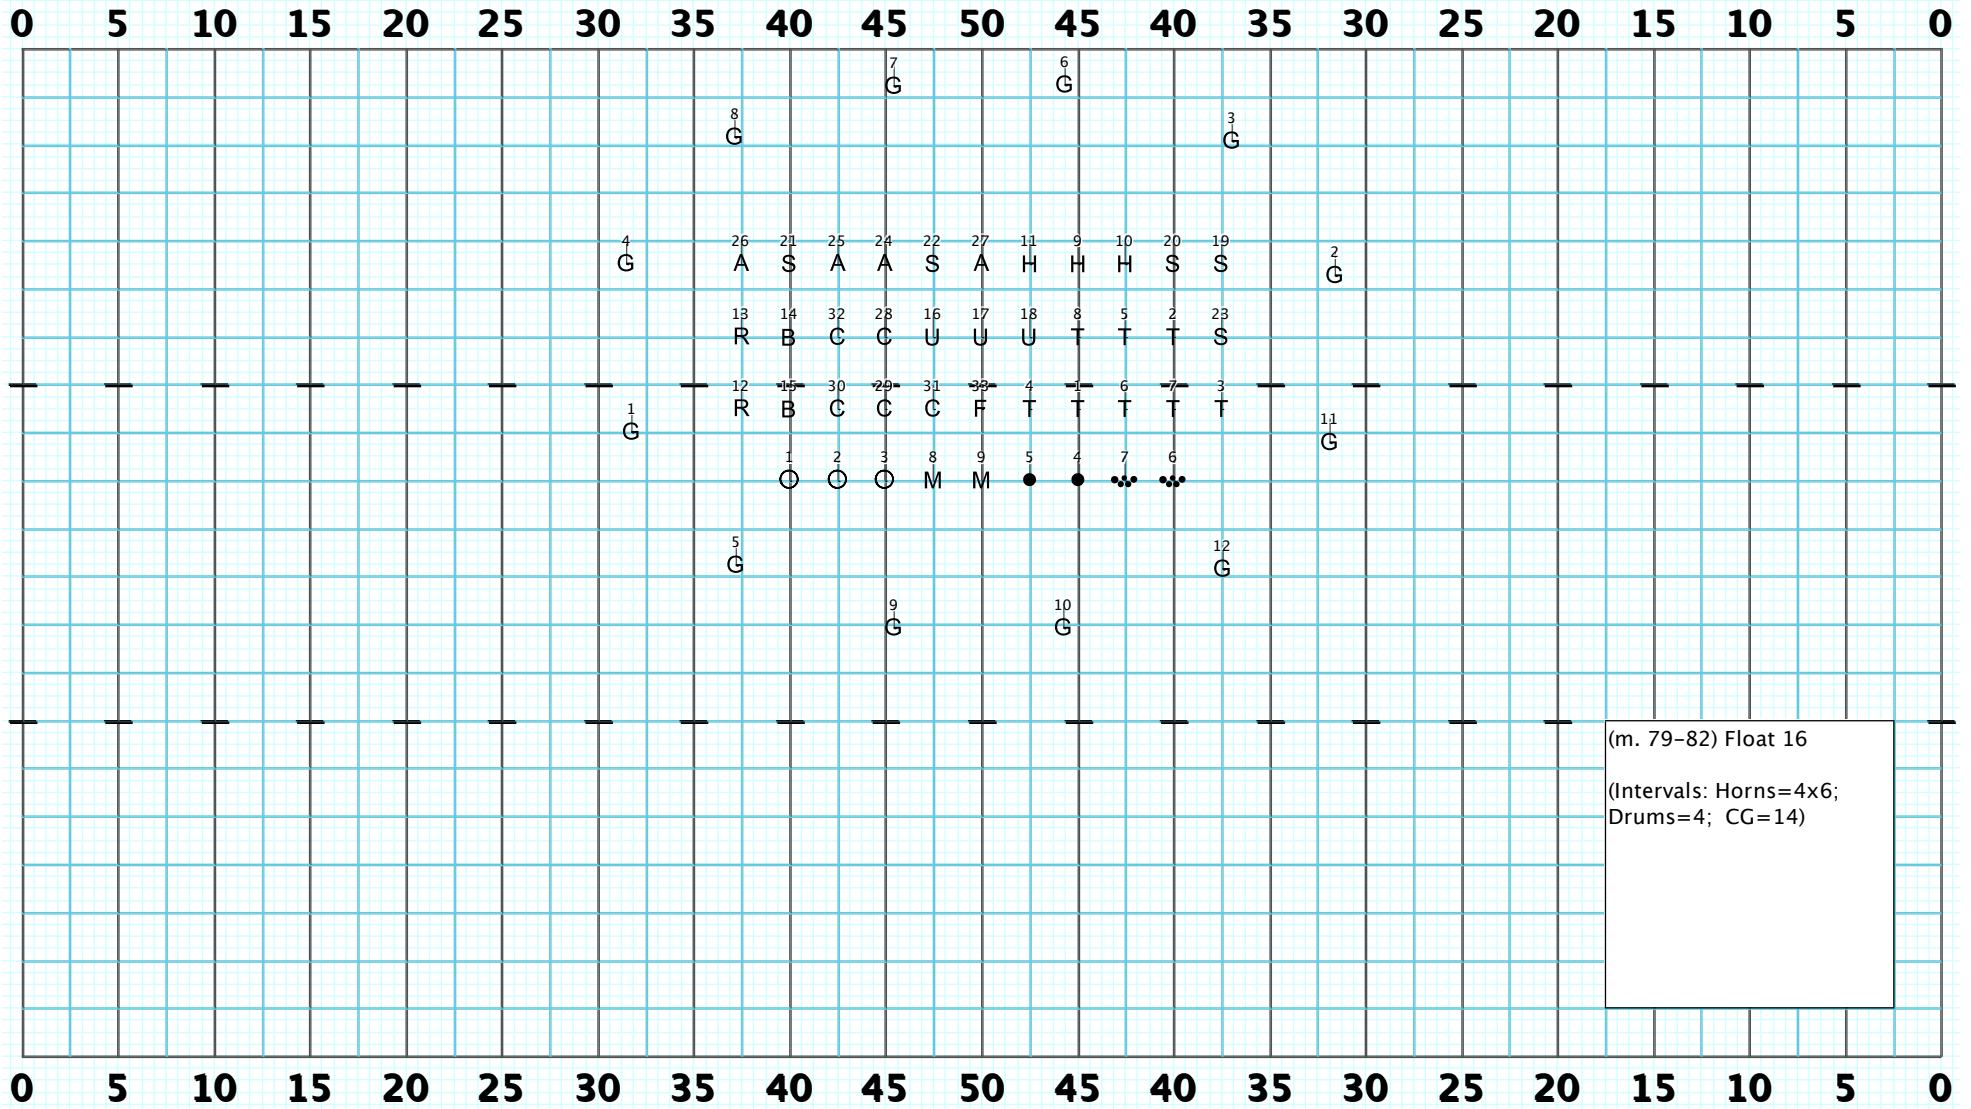 0 5 10 15 20 25 30 35 40 45 50 45 40 35 30 25 20 15 10 5 0
7 6
G G
8 3
G G
4 26 21 25 24 22 27 11 9 10 20 19 2
G A S A A S A H H H S S G
13 14 32 28 16 17 18 8 5 2 23
R B C C U U U T T T S
12 15 30 29 31 33 4 1 6 7 3
R B C C C F T T T T T
1 11
G G
1 2 3 8 9 5 4 7 6
O O O M M ● ●
5 12
G G
9 10
G G
(m. 79-82) Float 16
(Intervals: Horns=4x6;
Drums=4; CG=14)
0 5 10 15 20 25 30 35 40 45 50 45 40 35 30 25 20 15 10 5 0